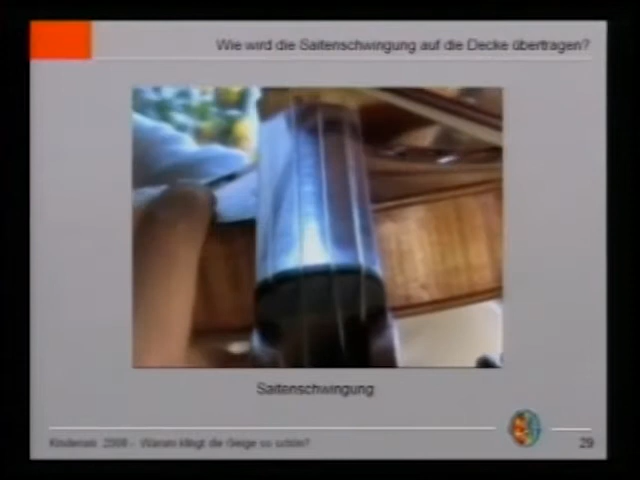 Wie wird die Saitenschwingung auf die Decke übertragen?
Saitenschwingung
Kinderuni 2008 - Warum klingt die Geige so schön?
29